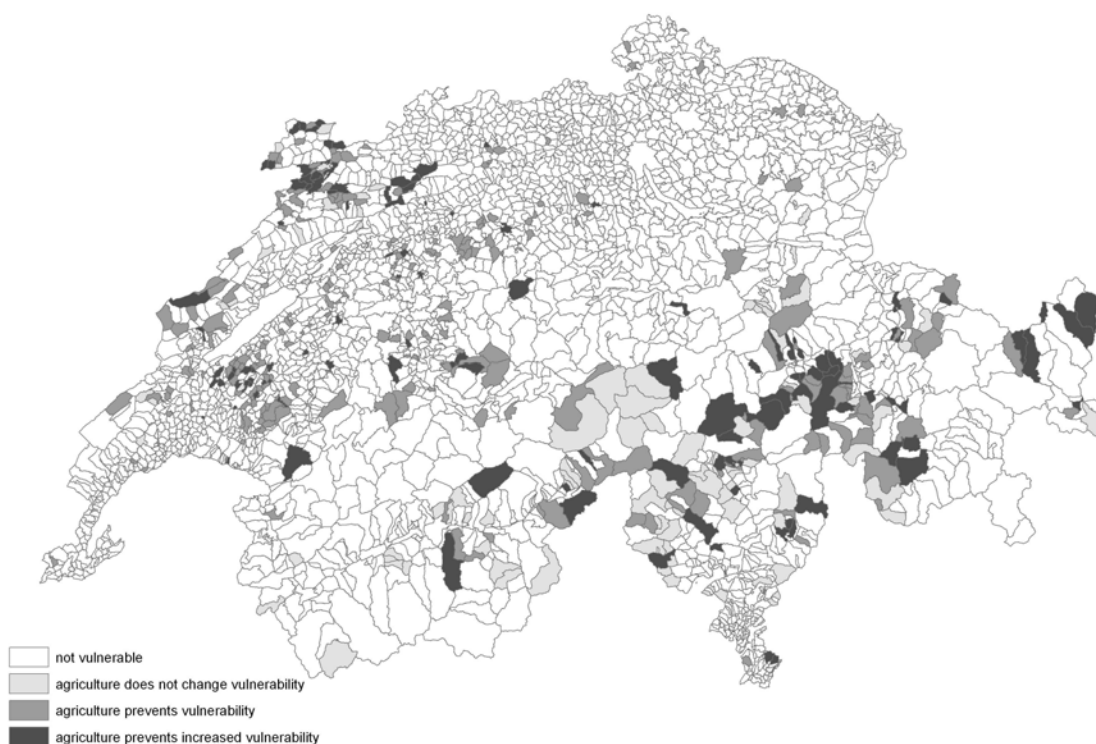 not vulnerable
agriculture does not change vulnerability
agriculture prevents vulnerability
agriculture prevents increased vulnerability